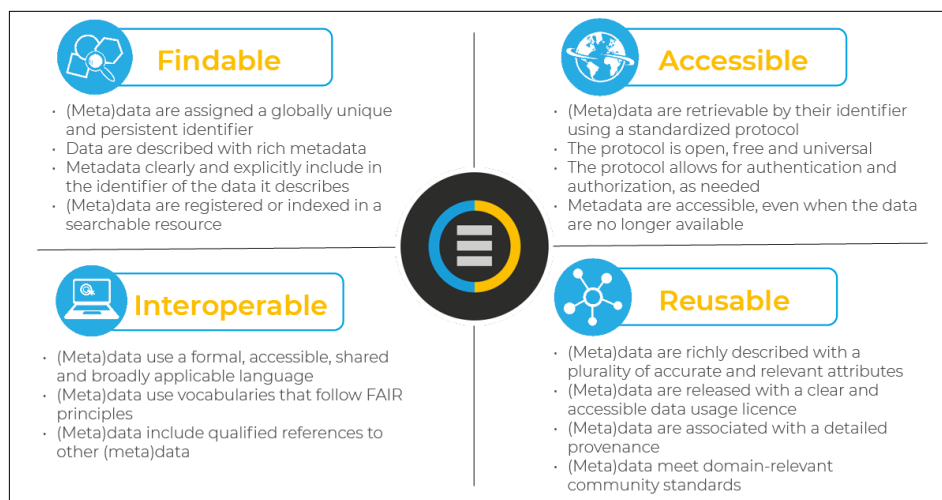 Findable
• (Meta)data are assigned a globally unique
and persistent identifier
• Data are described with rich metadata
• Metadata clearly and explicitly include in
the identifier of the data it describes
• (Meta)data are registered or indexed in a
searchable resource
Accessible
• (Meta)data are retrievable by their identifier
using a standardized protocol
• The protocol is open, free and universal
• The protocol allows for authentication and
authorization, as needed
• Metadata are accessible, even when the data
are no longer available
Interoperable
• (Meta)data use a formal, accessible, shared
and broadly applicable language
• (Meta)data use vocabularies that follow FAIR
principles
• (Meta)data include qualified references to
other (meta)data
Reusable
• (Meta)data are richly described with a
plurality of accurate and relevant attributes
• (Meta)data are released with a clear and
accessible data usage licence
• (Meta)data are associated with a detailed
provenance
• (Meta)data meet domain-relevant
community standards